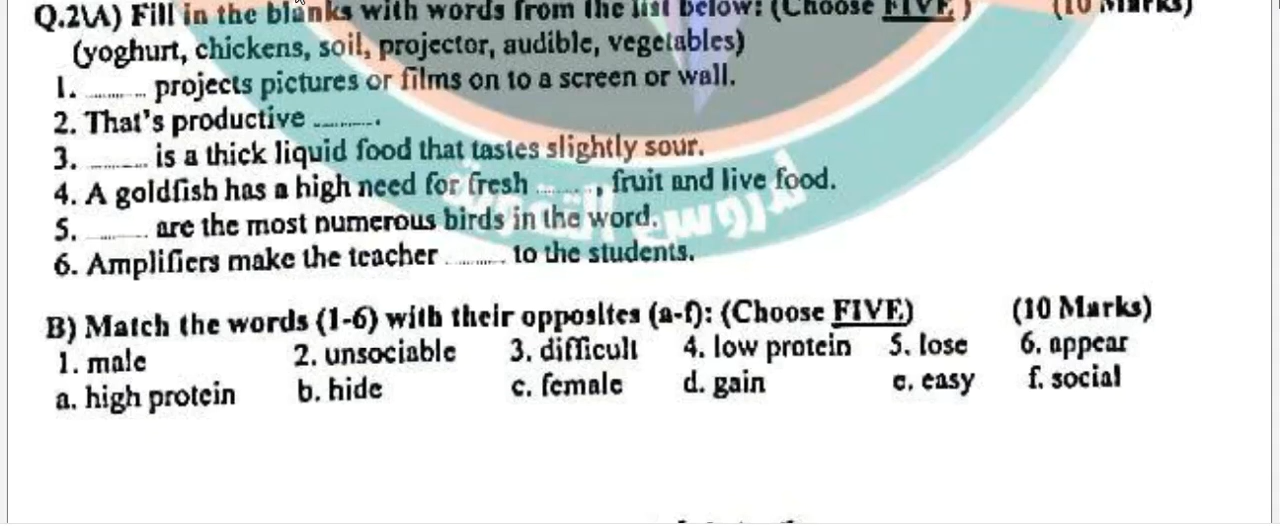 Q.2\A) Fill in the blanks with words from the list below: (Choose FIVE) (10 Marks)
(yoghurt, chickens, soil, projector, audible, vegetables)
1. .......... projects pictures or films on to a screen or wall.
2. That's productive ..........
3. .......... is a thick liquid food that tastes slightly sour.
4. A goldfish has a high need for fresh .......... , fruit and live food.
5. .......... are the most numerous birds in the word.
6. Amplifiers make the teacher .......... to the students.
B) Match the words (1-6) with their opposites (a-f): (Choose FIVE) (10 Marks)
1. male 2. unsociable 3. difficult 4. low protein 5. lose 6. appear
a. high protein b. hide c. female d. gain e. easy f. social